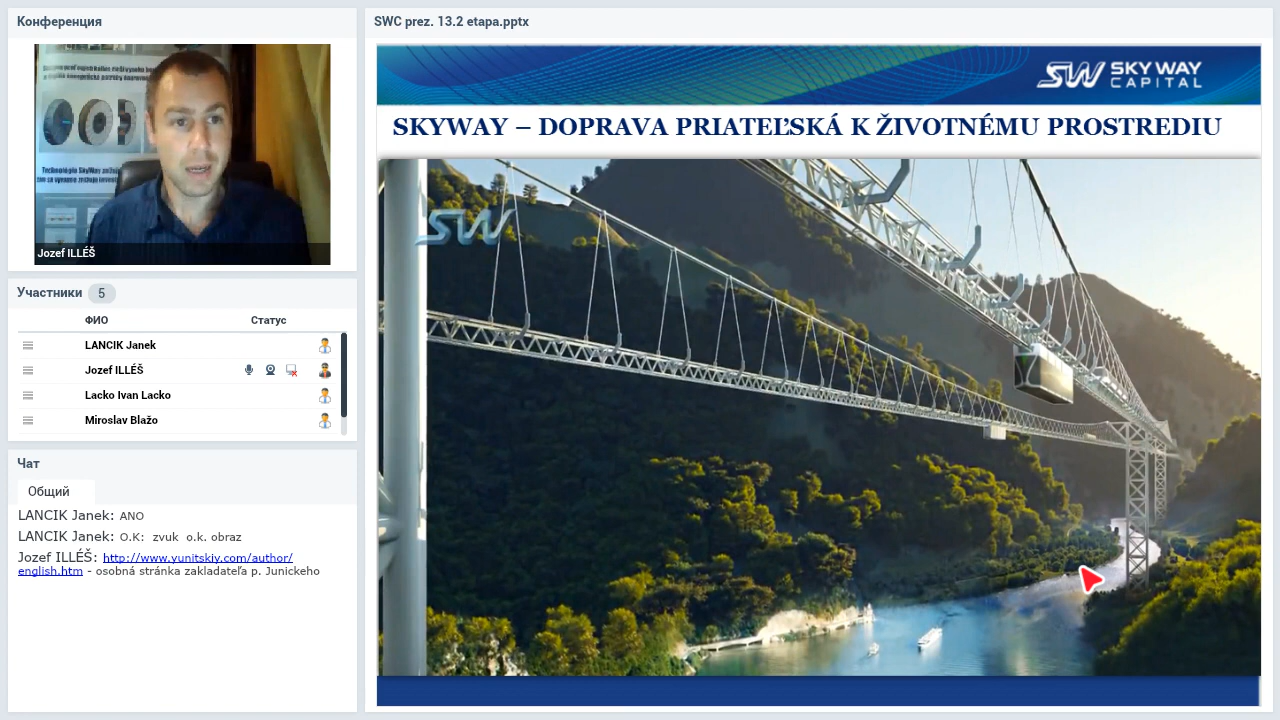 Конференция
Jozef ILLÉŠ
Участники 5
ФИО Статус
LANCIK Janek
Jozef ILLÉŠ
Lacko Ivan Lacko
Miroslav Blažo
Чат
Общий
LANCIK Janek: ANO
LANCIK Janek: O.K: zvuk o.k. obraz
Jozef ILLÉŠ: http://www.yunitskiy.com/author/
english.htm - osobná stránka zakladateľa p. Junickeho
SWC prez. 13.2 etapa.pptx
SW SKY WAY
CAPITAL
SKYWAY – DOPRAVA PRIATEĽSKÁ K ŽIVOTNÉMU PROSTREDIU
SW